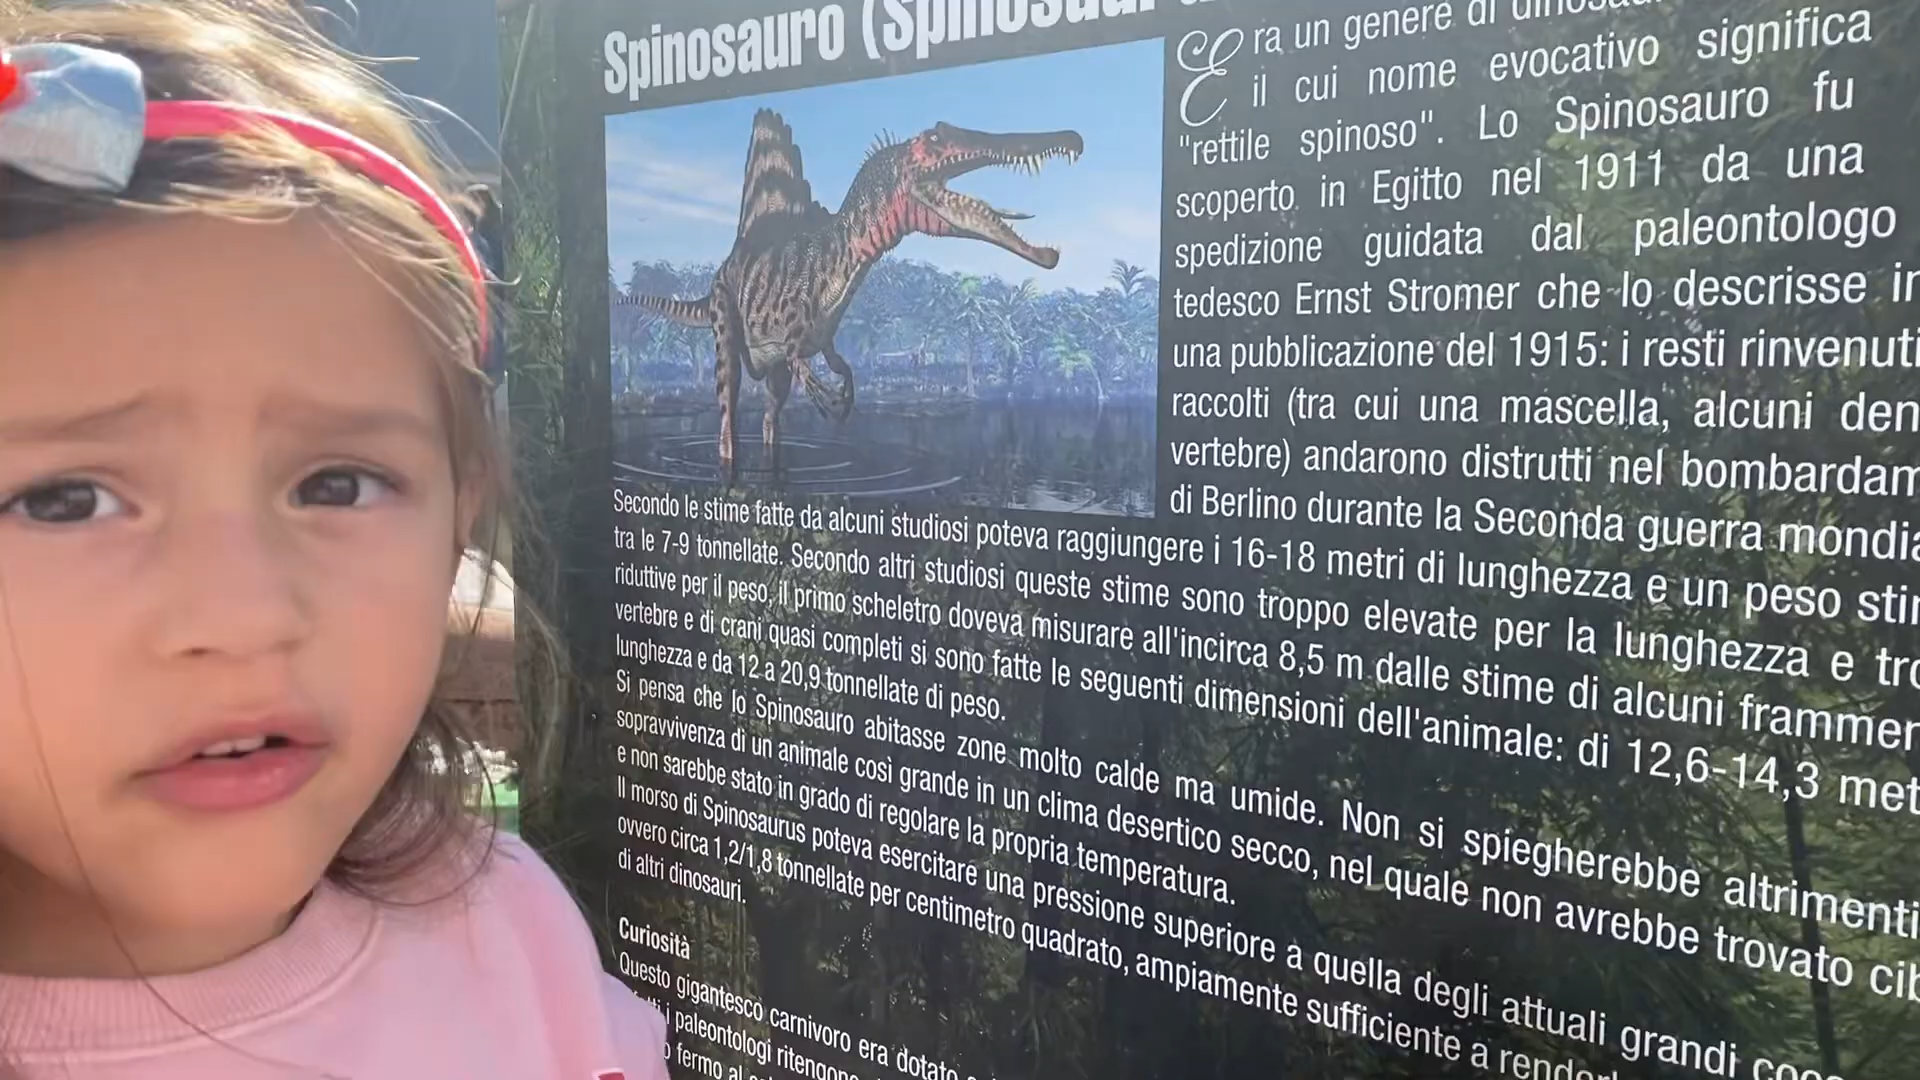 Spinosauro
Era un genere di
il cui nome evocativo significa
"rettile spinoso". Lo Spinosauro fu
scoperto in Egitto nel 1911 da una
spedizione guidata dal paleontologo
tedesco Ernst Stromer che lo descrisse in
una pubblicazione del 1915: i resti rinvenuti
raccolti (tra cui una mascella, alcuni
vertebre) andarono distrutti nel
di Berlino durante la Seconda guerra
Secondo le stime fatte da alcuni studiosi poteva raggiungere i 16-18 metri di lunghezza e un peso
tra le 7-9 tonnellate. Secondo altri studiosi queste stime sono troppo elevate per la lunghezza e
riduttive per il peso, il primo scheletro doveva misurare all'incirca 8,5 m dalle stime di alcuni
vertebre e di crani quasi completi si sono fatte le seguenti dimensioni dell'animale: di 12,6-14,3
lunghezza e da 12 a 20,9 tonnellate di peso.
Si pensa che lo Spinosauro abitasse zone molto calde ma umide. Non si spiegherebbe altrimenti
sopravvivenza di un animale così grande in un clima desertico secco, nel quale non avrebbe trovato
e non sarebbe stato in grado di regolare la propria temperatura.
Il morso di Spinosaurus poteva esercitare una pressione superiore a quella degli attuali grandi
ovvero circa 1,2/1,8 tonnellate per centimetro quadrato, ampiamente sufficiente a
di altri dinosauri.
Curiosità
Questo gigantesco carnivoro era dotato
i paleontologi
fermo al